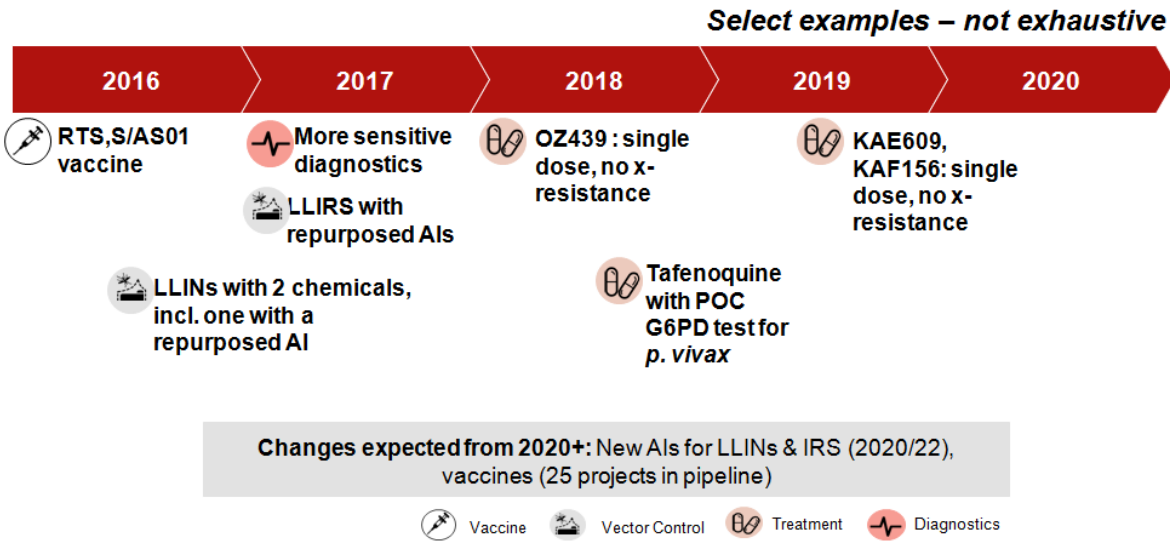 Select examples – not exhaustive
2016
2017
2018
2019
2020
RTS,S/AS01
vaccine
More sensitive
diagnostics
OZ439 : single
dose, no x-
resistance
KAE609,
KAF156: single
dose, no x-
resistance
LLIRS with
repurposed AIs
LLINs with 2 chemicals,
incl. one with a
repurposed AI
Tafenoquine
with POC
G6PD test for
p. vivax
Changes expected from 2020+: New AIs for LLINs & IRS (2020/22),
vaccines (25 projects in pipeline)
Vaccine
Vector Control
Treatment
Diagnostics